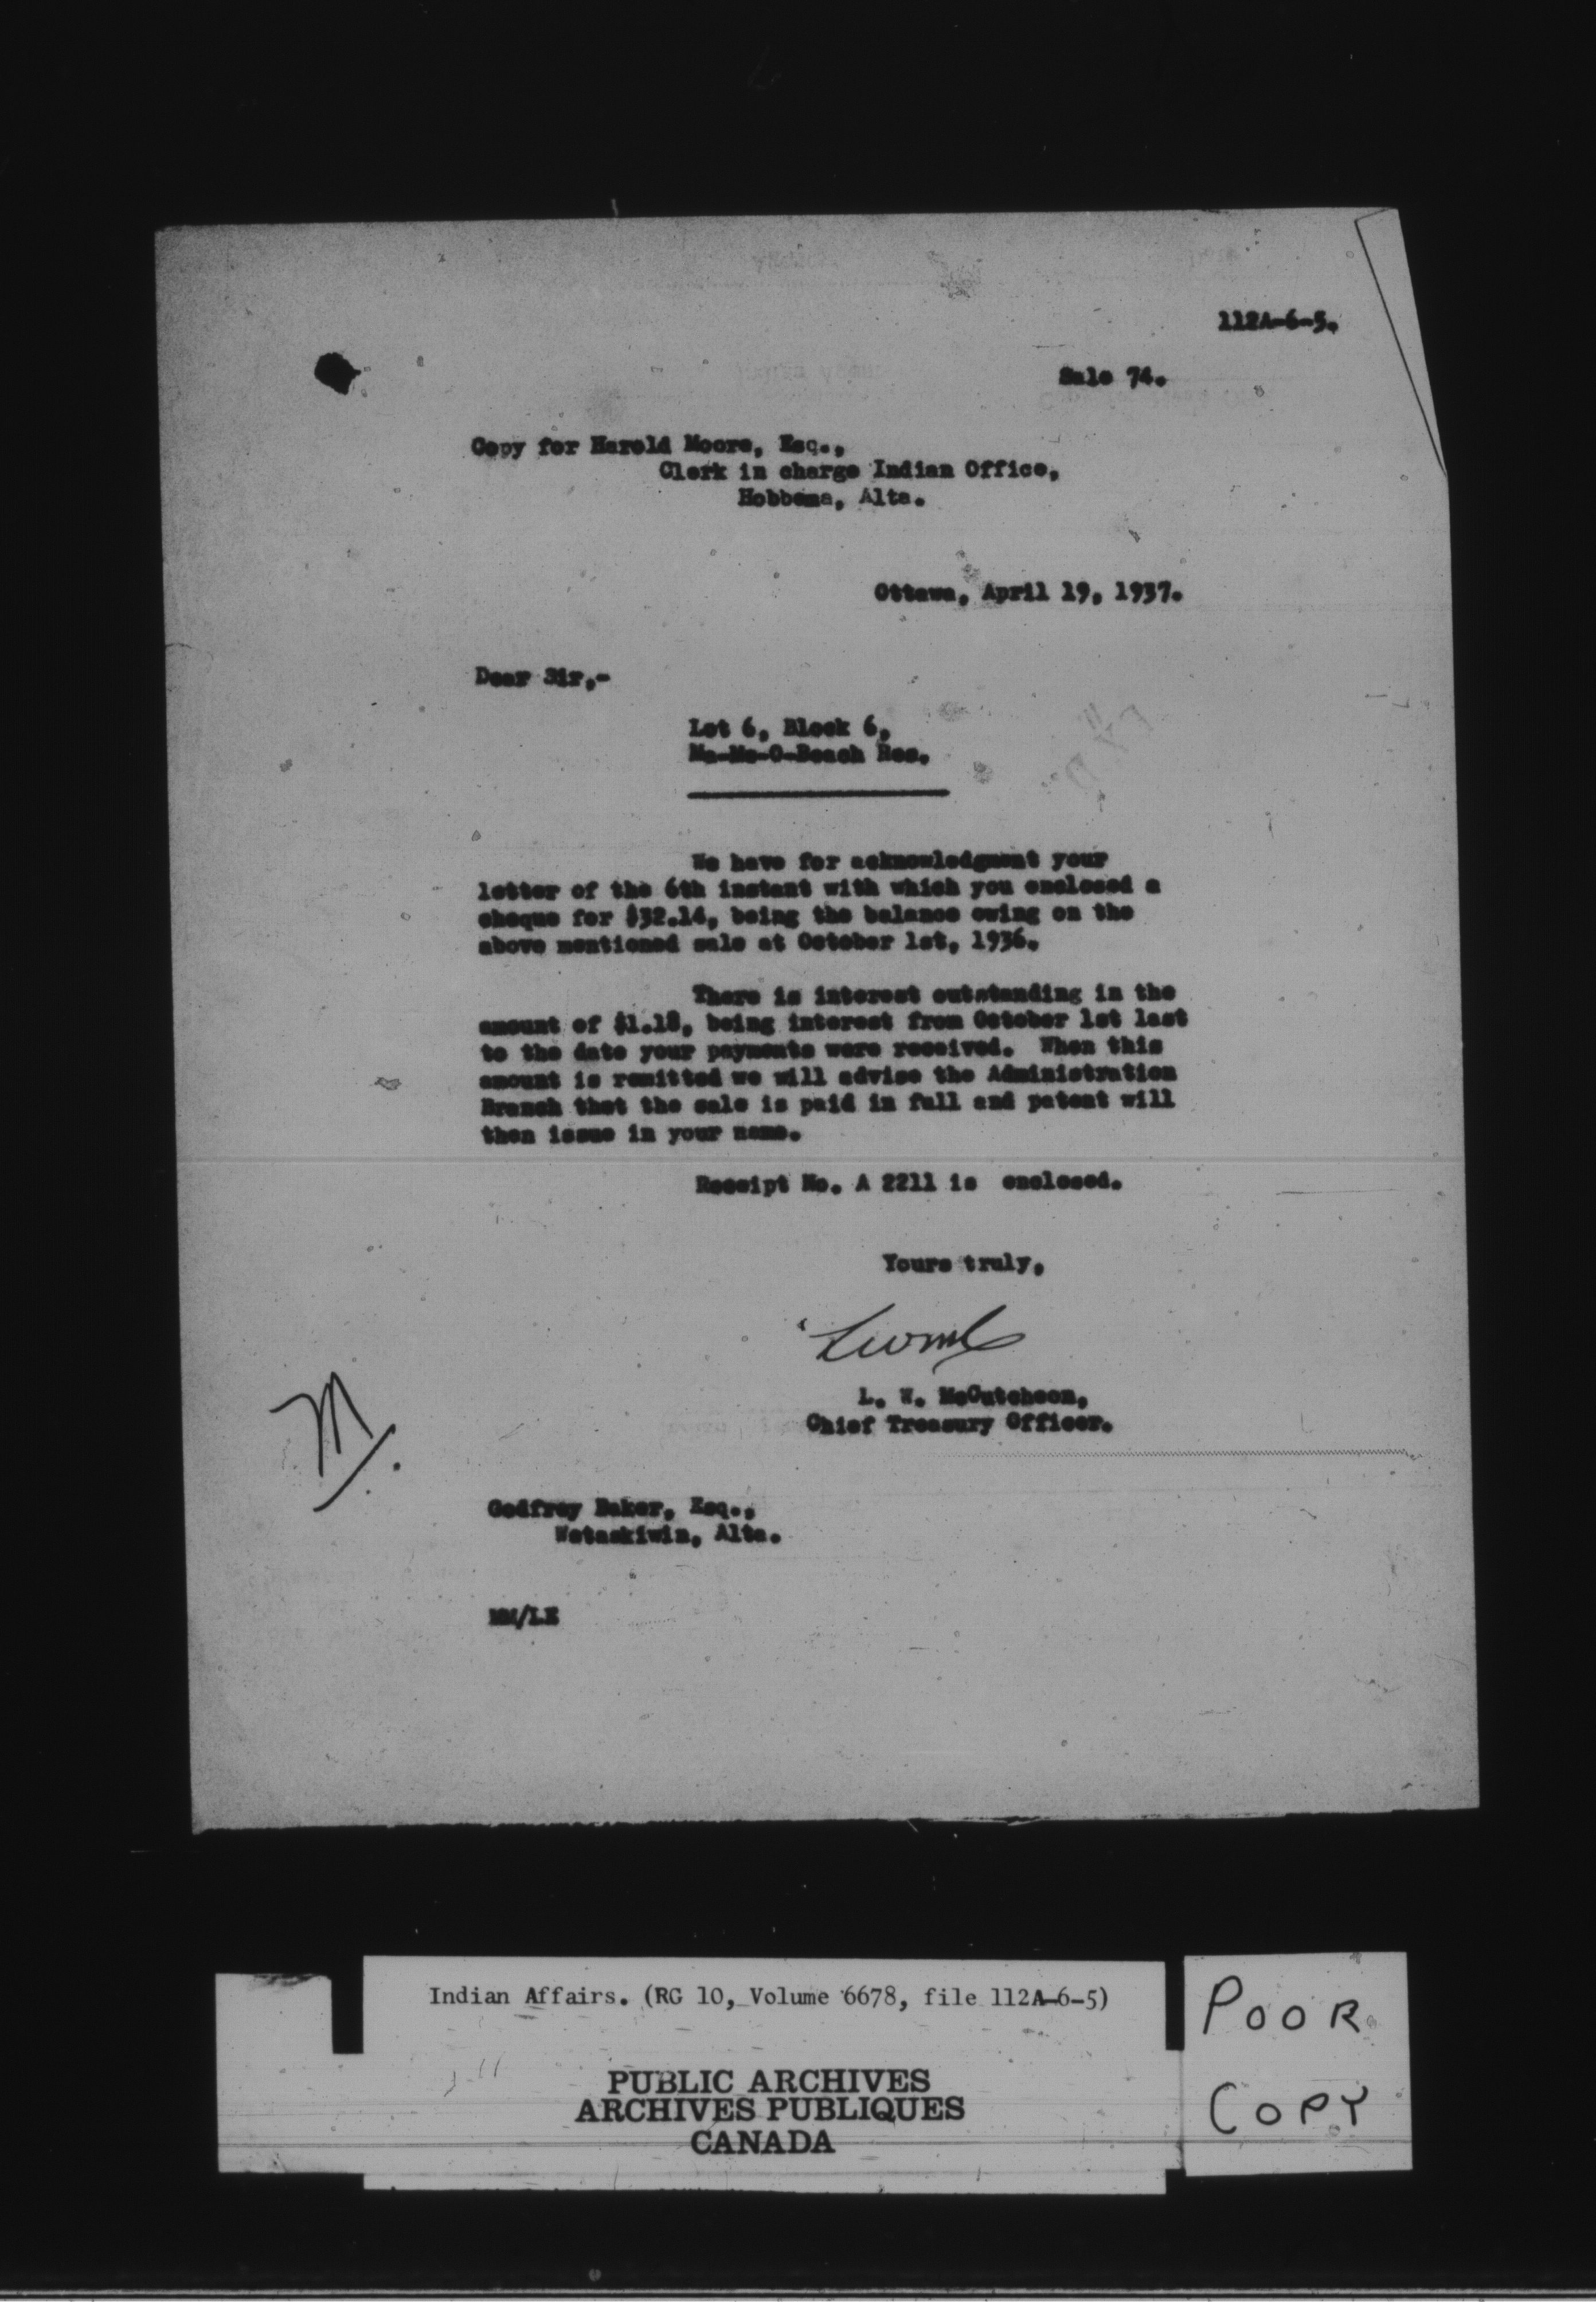 112A-6-5.
Sale 74.
Copy for Harold Moore, Esq.,
Clerk in charge Indian Office,
Hobbema, Alta.
Ottawa, April 19, 1937.
Dear Sir,-
Lot 6, Block 6,
Ma-Me-O-Beach Res.
We have for acknowledgment your
letter of the 6th instant with which you enclosed a
cheque for $32.14, being the balance owing on the
above mentioned sale at October 1st, 1936.
There is interest outstanding in the
amount of $1.18, being interest from October 1st last
to the date your payments were received. When this
amount is remitted we will advise the Administration
Branch that the sale is paid in full and patent will
then issue in your name.
Receipt No. A 2211 is enclosed.
Yours truly,
L. W. McCutcheon,
Chief Treasury Officer.
M.
Godfrey Baker, Esq.,
Wetaskiwin, Alta.
Indian Affairs. (RG 10, Volume 6678, file 112A-6-5)
PUBLIC ARCHIVES
ARCHIVES PUBLIQUES
CANADA
POOR
COPY